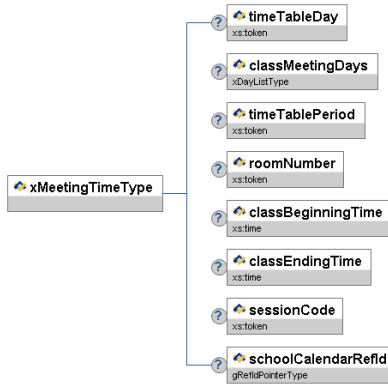 timeTableDay
xs:token
classMeetingDays
xDayListType
timeTablePeriod
xs:token
xMeetingTimeType
roomNumber
xs:token
classBeginningTime
xs:time
classEndingTime
xs:time
sessionCode
xs:token
schoolCalendarRefId
gRefIdPointerType